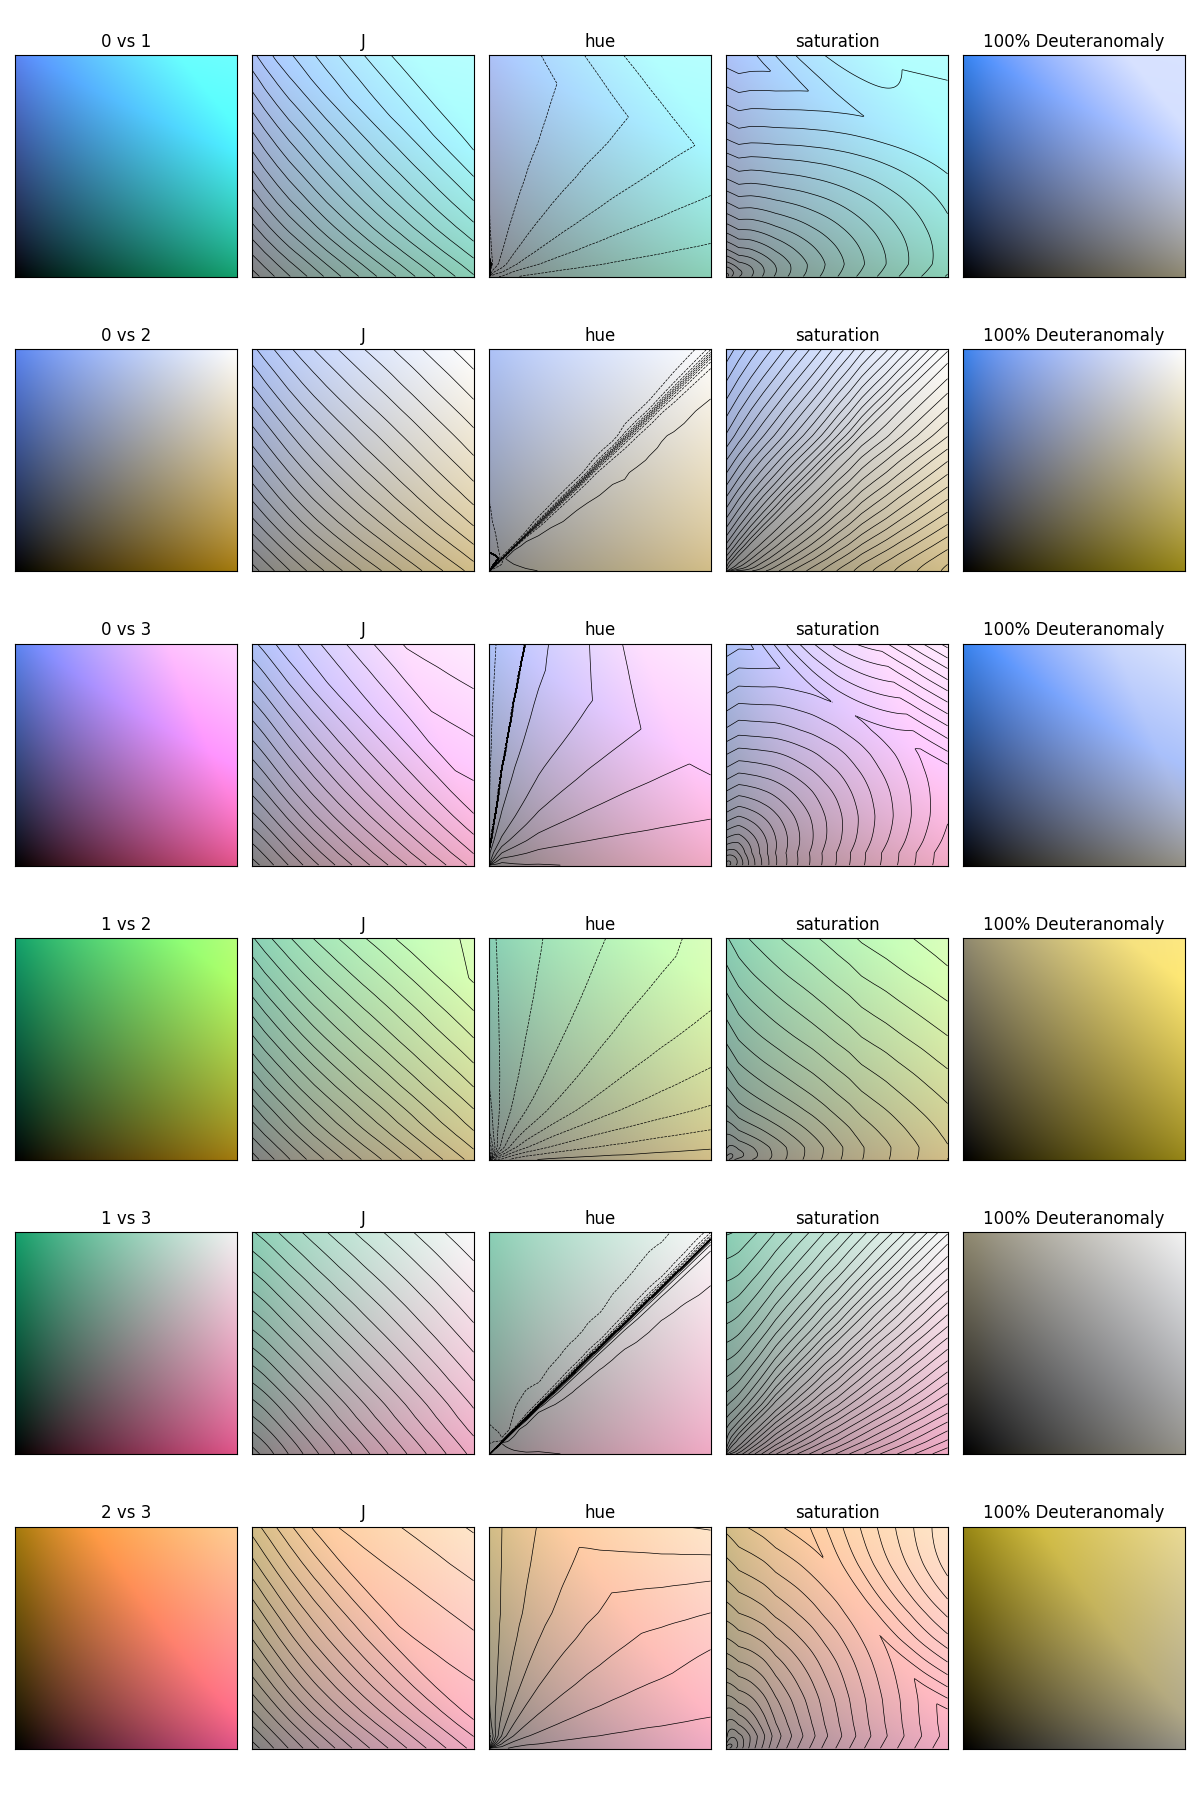 0 vs 1 J hue saturation 100% Deuteranomaly
0 vs 2 J hue saturation 100% Deuteranomaly
0 vs 3 J hue saturation 100% Deuteranomaly
1 vs 2 J hue saturation 100% Deuteranomaly
1 vs 3 J hue saturation 100% Deuteranomaly
2 vs 3 J hue saturation 100% Deuteranomaly